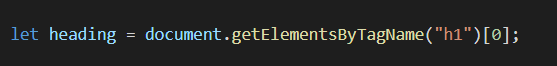 let heading = document.getElementsByTagName("h1")[0];